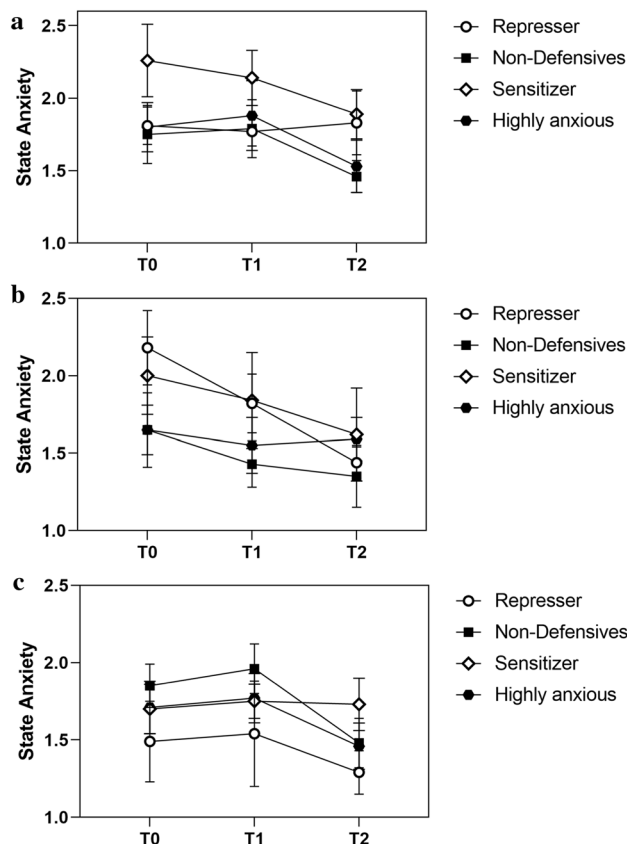 a
State Anxiety
2.5
2.0
1.5
1.0
T0 T1 T2
Represser
Non-Defensives
Sensitizer
Highly anxious
b
State Anxiety
2.5
2.0
1.5
1.0
T0 T1 T2
Represser
Non-Defensives
Sensitizer
Highly anxious
c
State Anxiety
2.5
2.0
1.5
1.0
T0 T1 T2
Represser
Non-Defensives
Sensitizer
Highly anxious